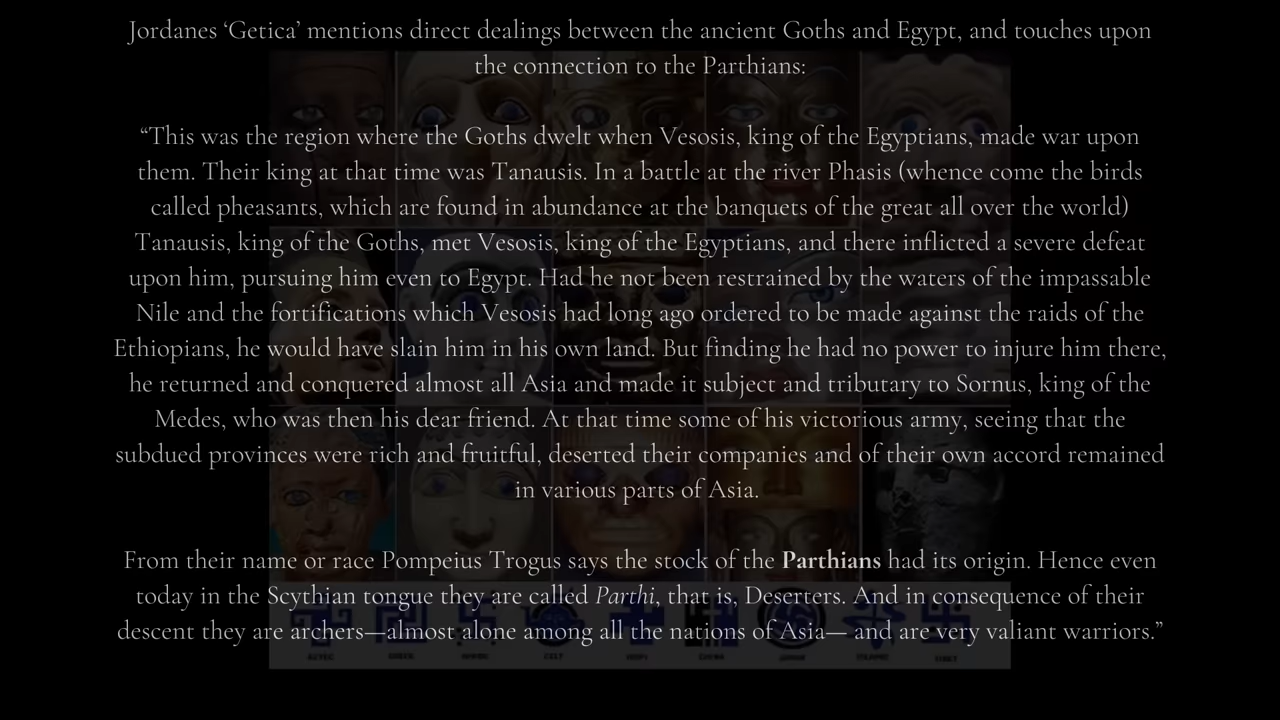 Jordanes ‘Getica’ mentions direct dealings between the ancient Goths and Egypt, and touches upon
the connection to the Parthians:
“This was the region where the Goths dwelt when Vesosis, king of the Egyptians, made war upon
them. Their king at that time was Tanausis. In a battle at the river Phasis (whence come the birds
called pheasants, which are found in abundance at the banquets of the great all over the world)
Tanausis, king of the Goths, met Vesosis, king of the Egyptians, and there inflicted a severe defeat
upon him, pursuing him even to Egypt. Had he not been restrained by the waters of the impassable
Nile and the fortifications which Vesosis had long ago ordered to be made against the raids of the
Ethiopians, he would have slain him in his own land. But finding he had no power to injure him there,
he returned and conquered almost all Asia and made it subject and tributary to Sornus, king of the
Medes, who was then his dear friend. At that time some of his victorious army, seeing that the
subdued provinces were rich and fruitful, deserted their companies and of their own accord remained
in various parts of Asia.
From their name or race Pompeius Trogus says the stock of the Parthians had its origin. Hence even
today in the Scythian tongue they are called Parthi, that is, Deserters. And in consequence of their
descent they are archers—almost alone among all the nations of Asia— and are very valiant warriors.”